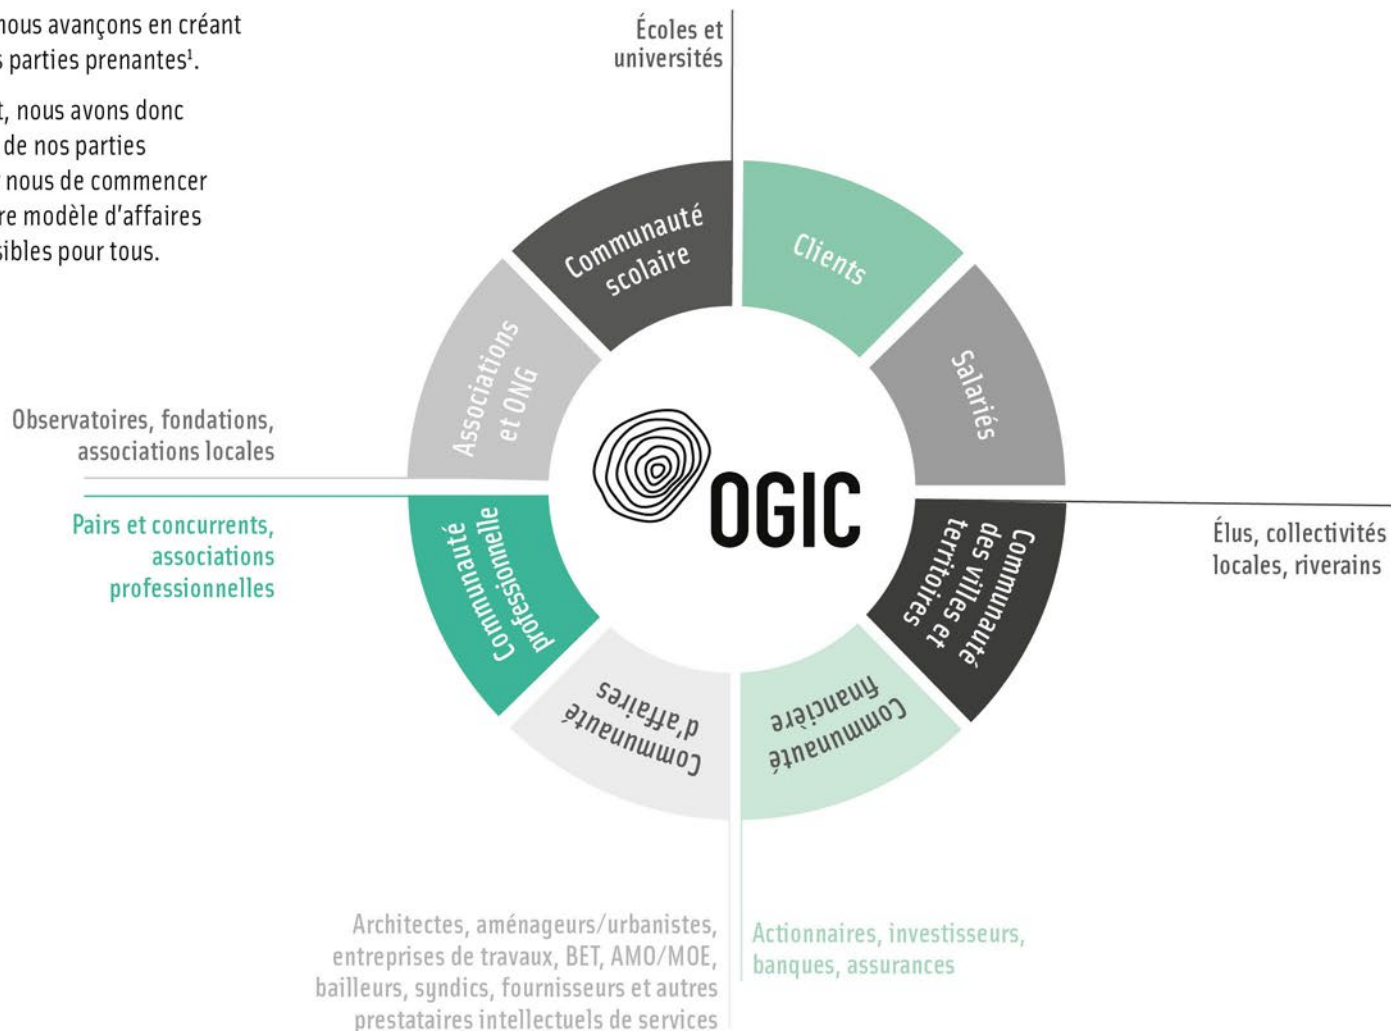 nous avançons en créant
s parties prenantes¹.
t, nous avons donc
de nos parties
nous de commencer
re modèle d'affaires
sibles pour tous.
Écoles et
universités
Communauté
scolaire
Clients
Salariés
Associations
et ONG
Observatoires, fondations,
associations locales
Pairs et concurrents,
associations
professionnelles
Communauté
professionnelle
OGIC
Communauté
des villes et
territoires
Élus, collectivités
locales, riverains
Communauté
d'affaires
Communauté
financière
Architectes, aménageurs/urbanistes,
entreprises de travaux, BET, AMO/MOE,
bailleurs, syndics, fournisseurs et autres
prestataires intellectuels de services
Actionnaires, investisseurs,
banques, assurances